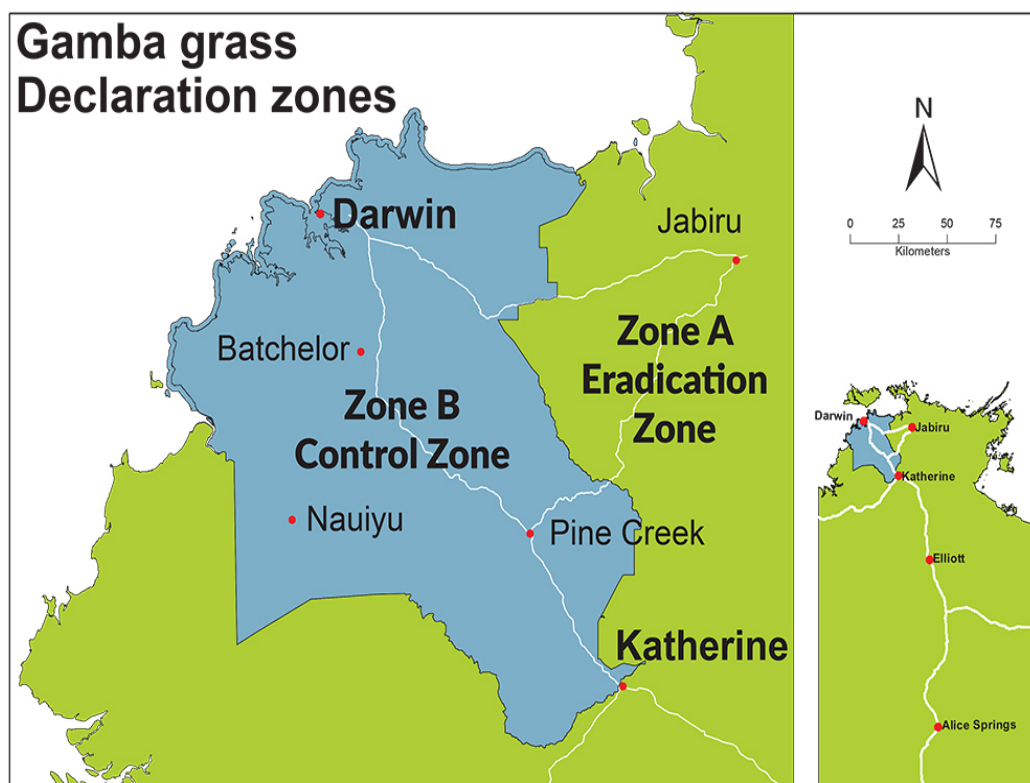 Gamba grass
Declaration zones
Darwin
Jabiru
Batchelor
Zone A
Eradication
Zone
Zone B
Control Zone
Nauiyu
Pine Creek
Katherine
N
0 25 50 75
Kilometers
Darwin
Jabiru
Katherine
Elliott
Alice Springs